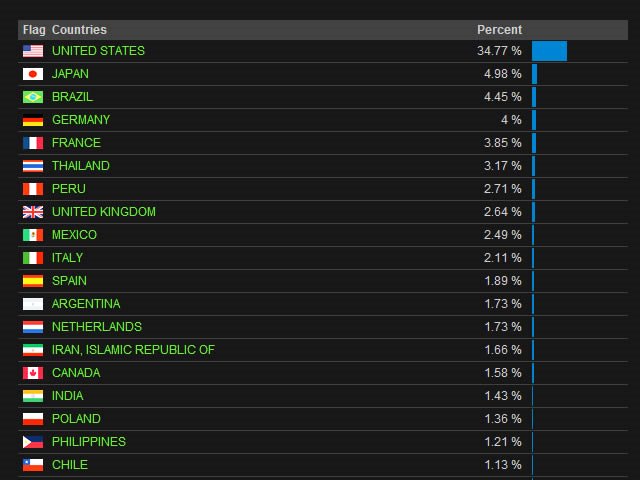 Flag Countries Percent
UNITED STATES 34.77 %
JAPAN 4.98 %
BRAZIL 4.45 %
GERMANY 4 %
FRANCE 3.85 %
THAILAND 3.17 %
PERU 2.71 %
UNITED KINGDOM 2.64 %
MEXICO 2.49 %
ITALY 2.11 %
SPAIN 1.89 %
ARGENTINA 1.73 %
NETHERLANDS 1.73 %
IRAN, ISLAMIC REPUBLIC OF 1.66 %
CANADA 1.58 %
INDIA 1.43 %
POLAND 1.36 %
PHILIPPINES 1.21 %
CHILE 1.13 %